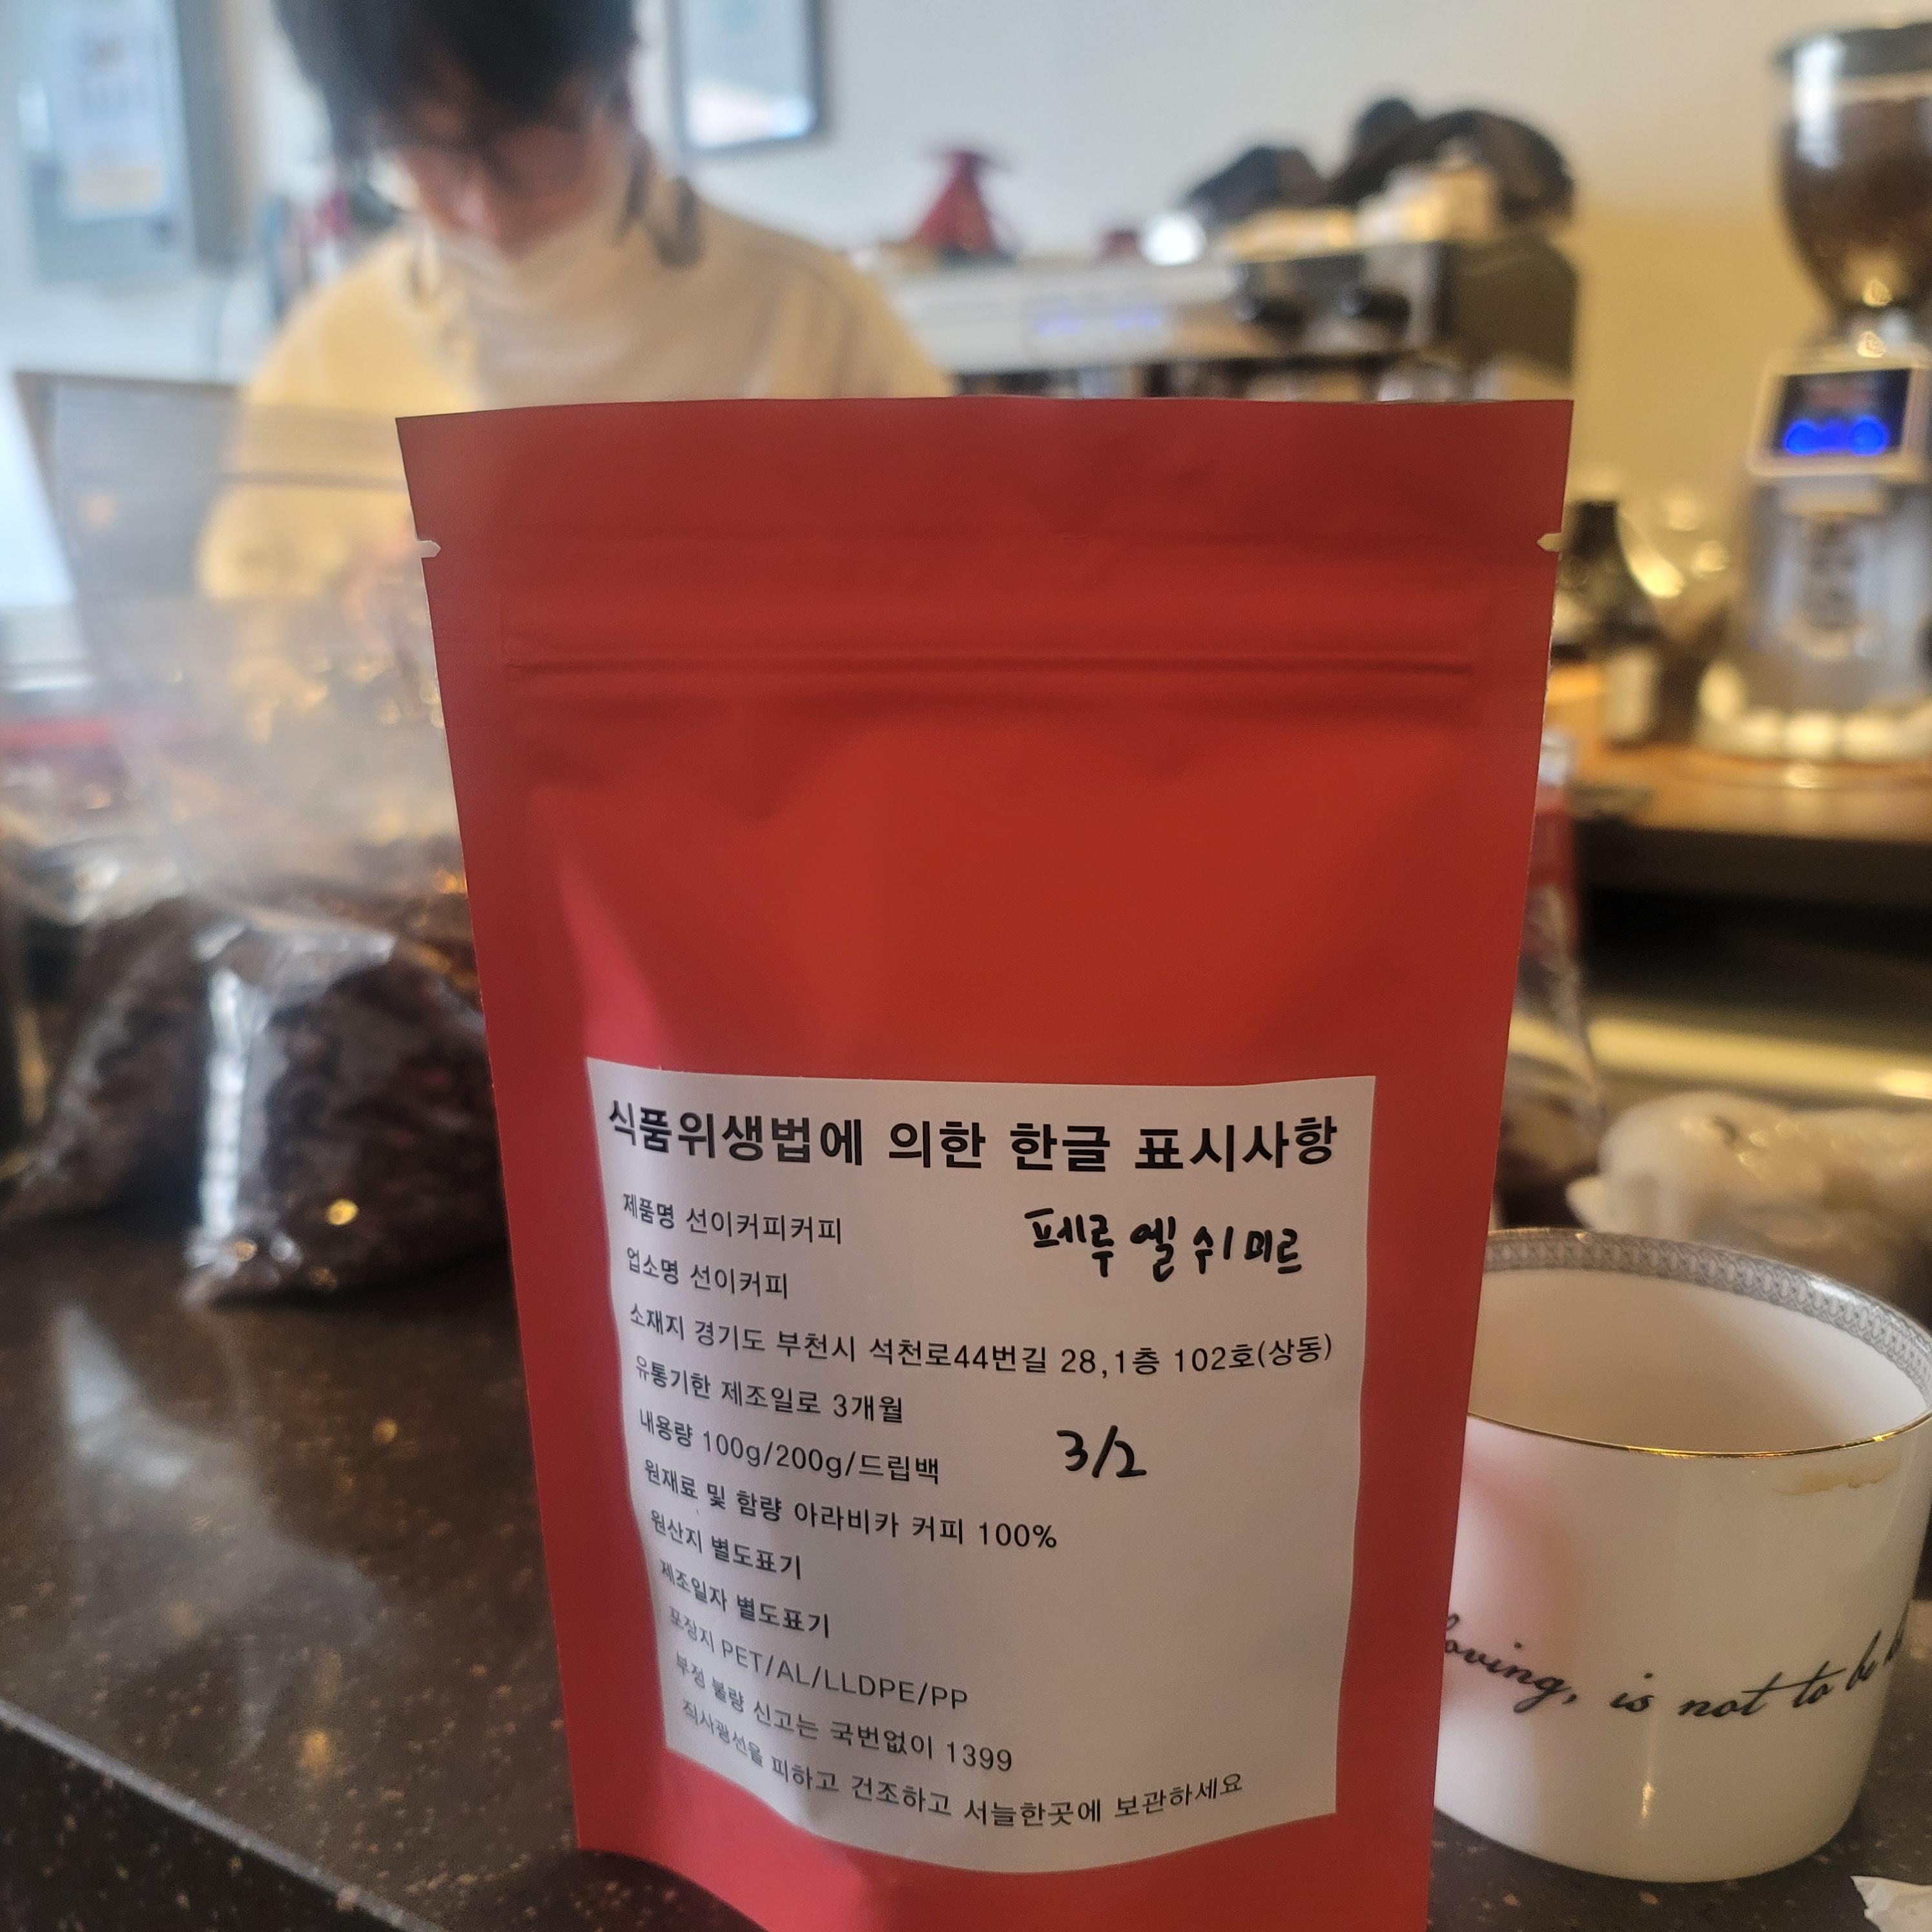 식품위생법에 의한 한글 표시사항
제품명 선이커피커피
페루 엘 쉬미르
업소명 선이커피
소재지 경기도 부천시 석천로44번길 28,1층 102호(상동)
유통기한 제조일로 3개월
내용량 100g/200g/드립백
3/2
원재료 및 함량 아라비카 커피 100%
원산지 별도표기
제조일자 별도표기
포장지 PET/AL/LLDPE/PP
부정 불량 신고는 국번없이 1399
직사광선을 피하고 건조하고 서늘한곳에 보관하세요
loving, is not to be